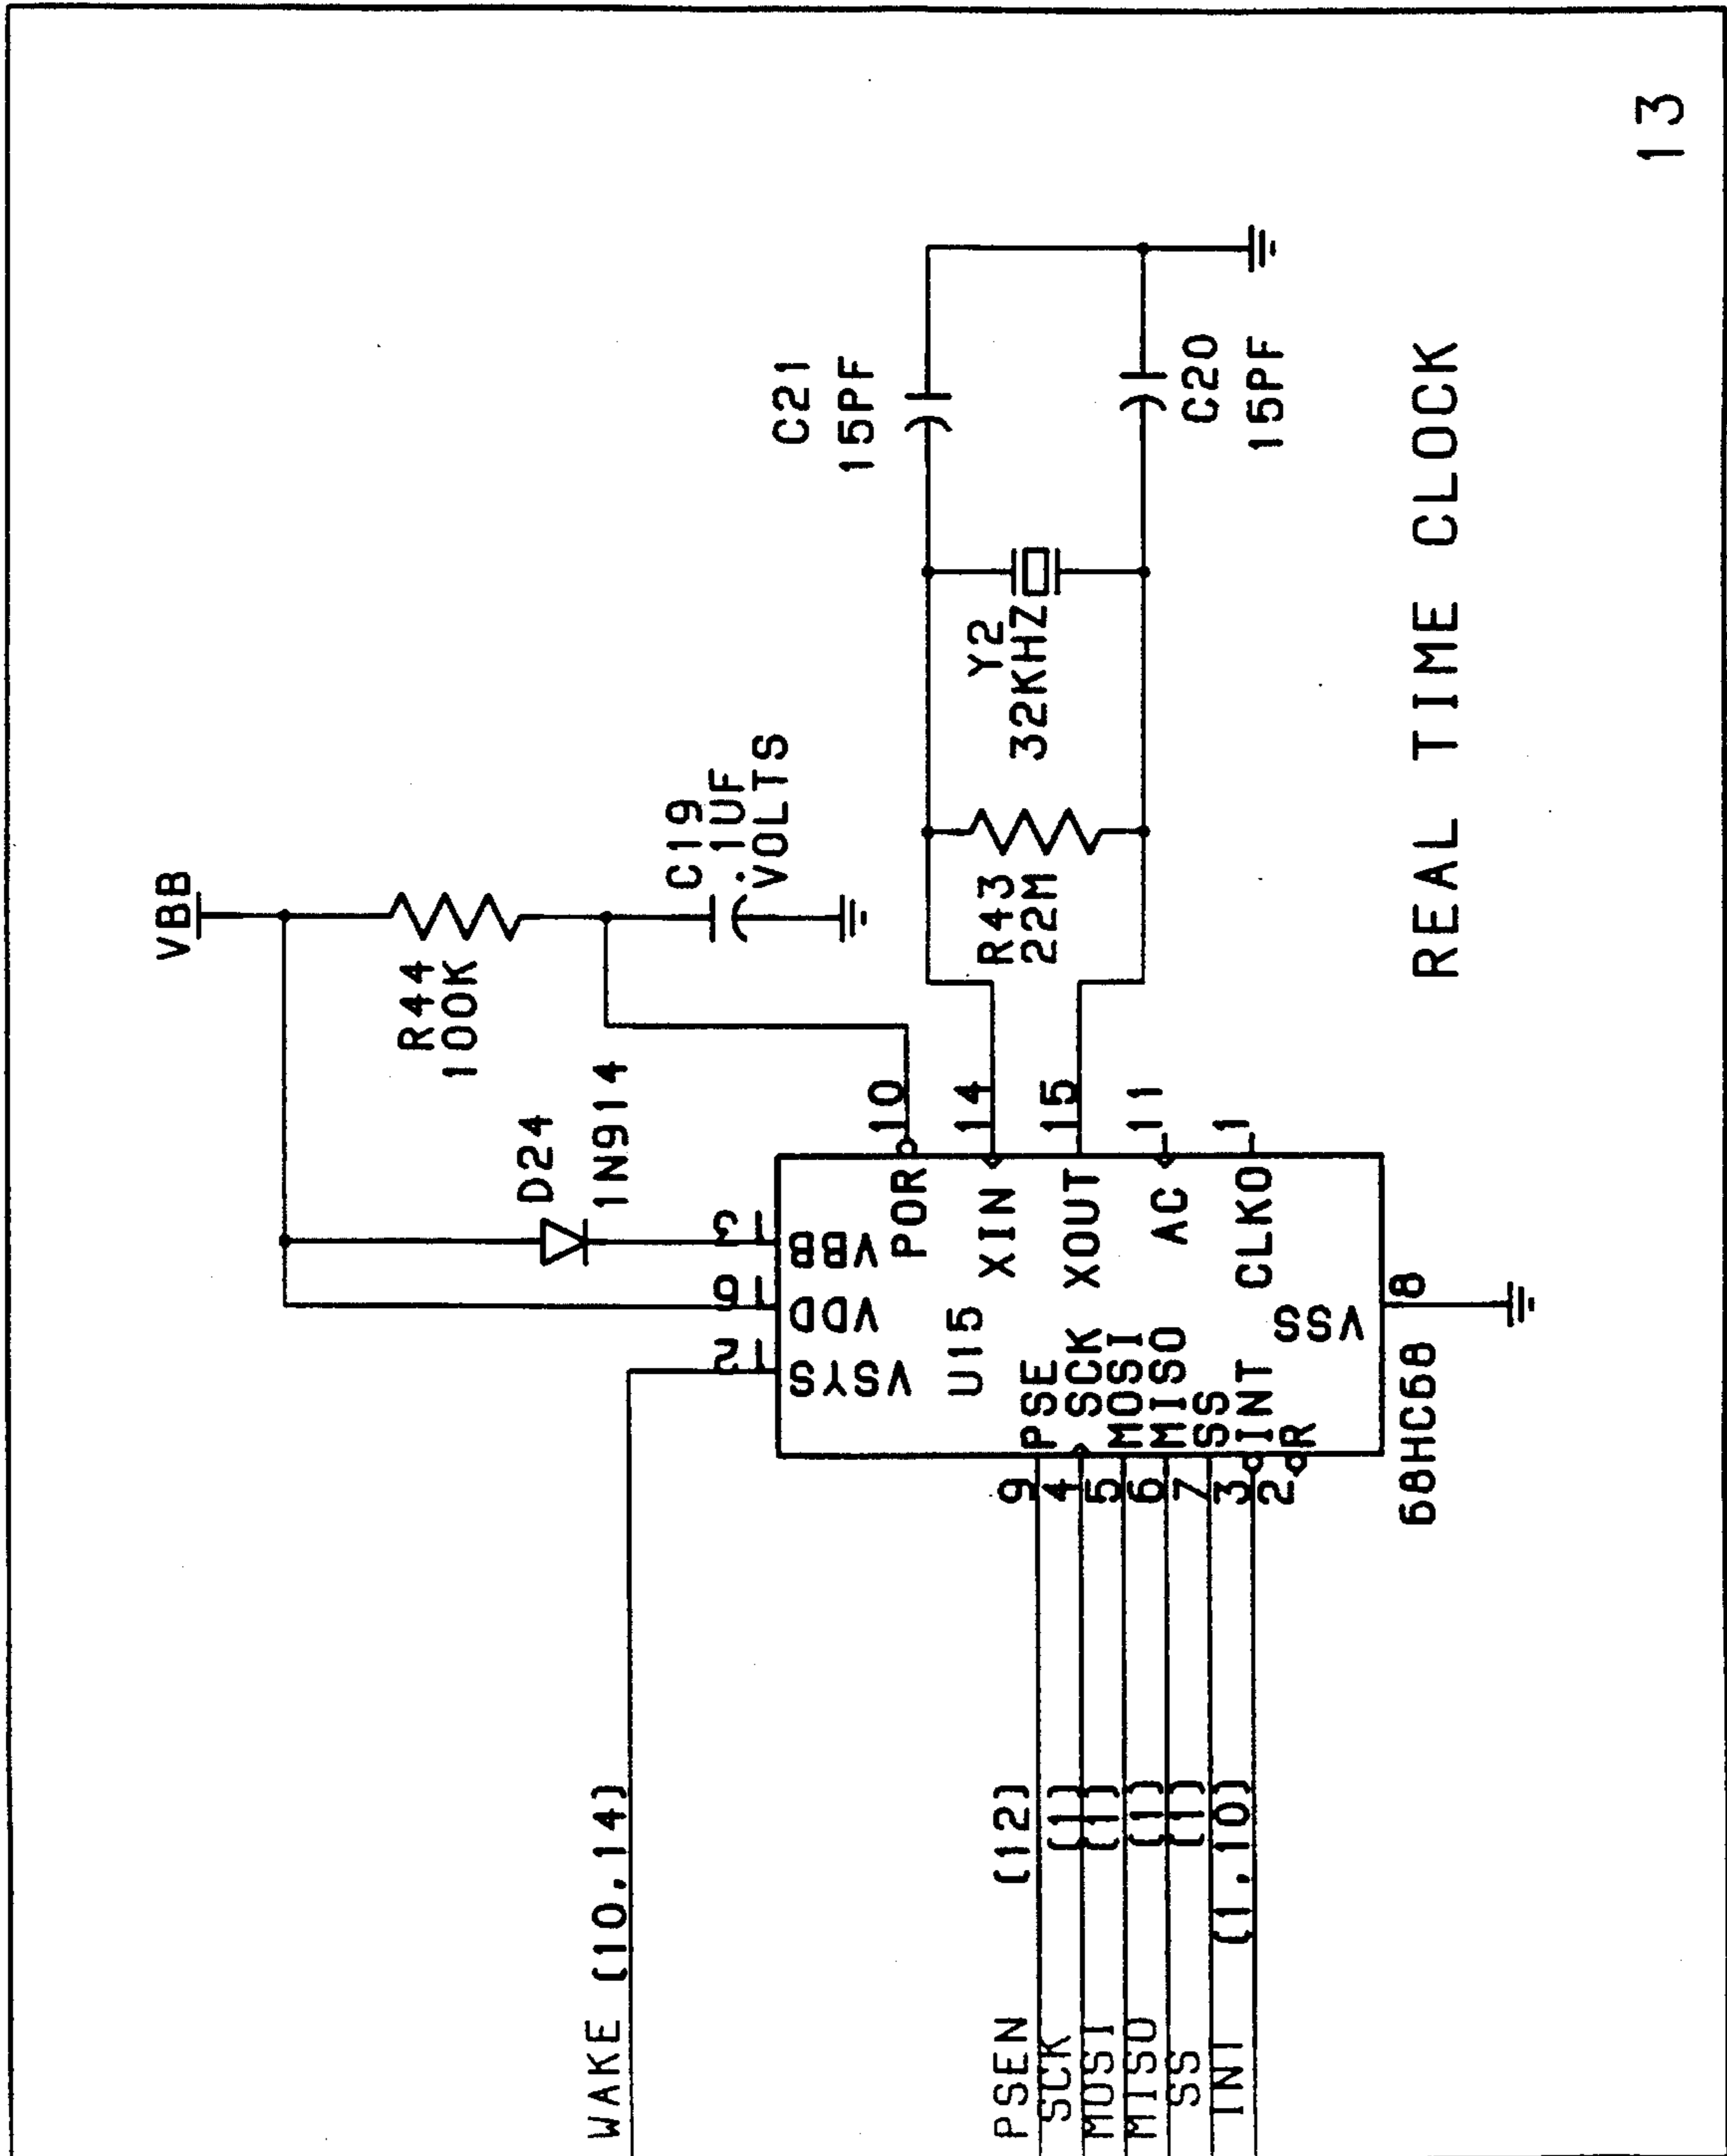 VBB
R44
100K
C19
.1UF
VOLTS
D24
1N914
C21
15PF
Y2
32KHZ
R43
22M
C20
15PF
WAKE (10,14)
12
16
13
VSYS
VDD
VBB
U15
POR
10
XIN
14
XOUT
15
AC
11
CLKO
1
PSEN (12)
9
PSE
SCK (1)
4
SCK
MOSI (1)
5
MOSI
MISO (1)
6
MISO
SS (1)
7
SS
INT (1,10)
3
INT
2
R
VSS
8
68HC68
REAL TIME CLOCK
13